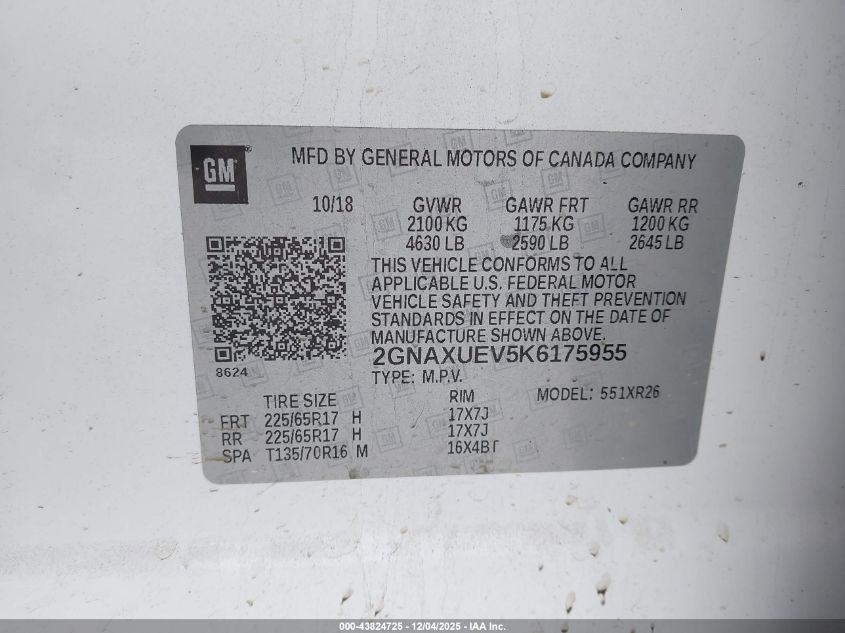 GM
MFD BY GENERAL MOTORS OF CANADA COMPANY
10/18 GVWR GAWR FRT GAWR RR
2100 KG 1175 KG 1200 KG
4630 LB 2590 LB 2645 LB
THIS VEHICLE CONFORMS TO ALL
APPLICABLE U.S. FEDERAL MOTOR
VEHICLE SAFETY AND THEFT PREVENTION
STANDARDS IN EFFECT ON THE DATE OF
MANUFACTURE SHOWN ABOVE.
2GNAXUEV5K6175955
8624
TYPE: M.P.V.
TIRE SIZE RIM MODEL: 551XR26
FRT 225/65R17 H 17X7J
RR 225/65R17 H 17X7J
SPA T135/70R16 M 16X4BT
000-43824725 - 12/04/2025 - IAA Inc.